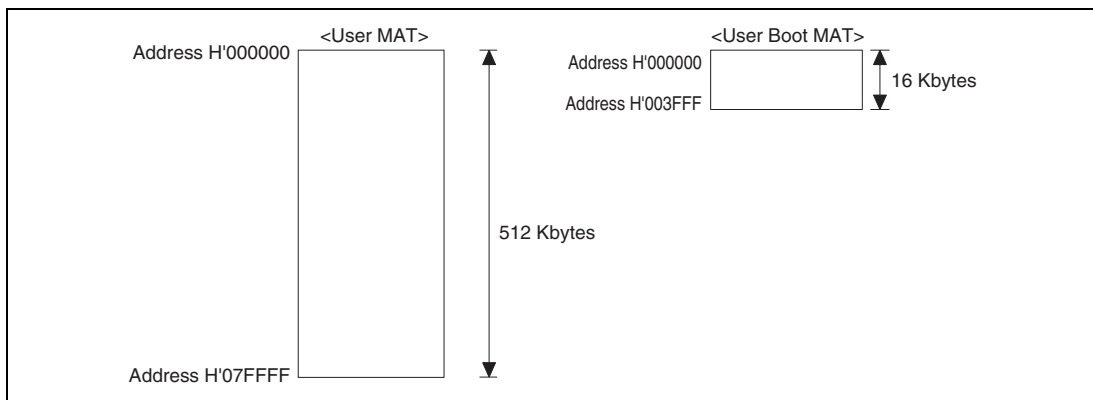 <User MAT>
Address H'000000
512 Kbytes
Address H'07FFFF
<User Boot MAT>
Address H'000000
16 Kbytes
Address H'003FFF